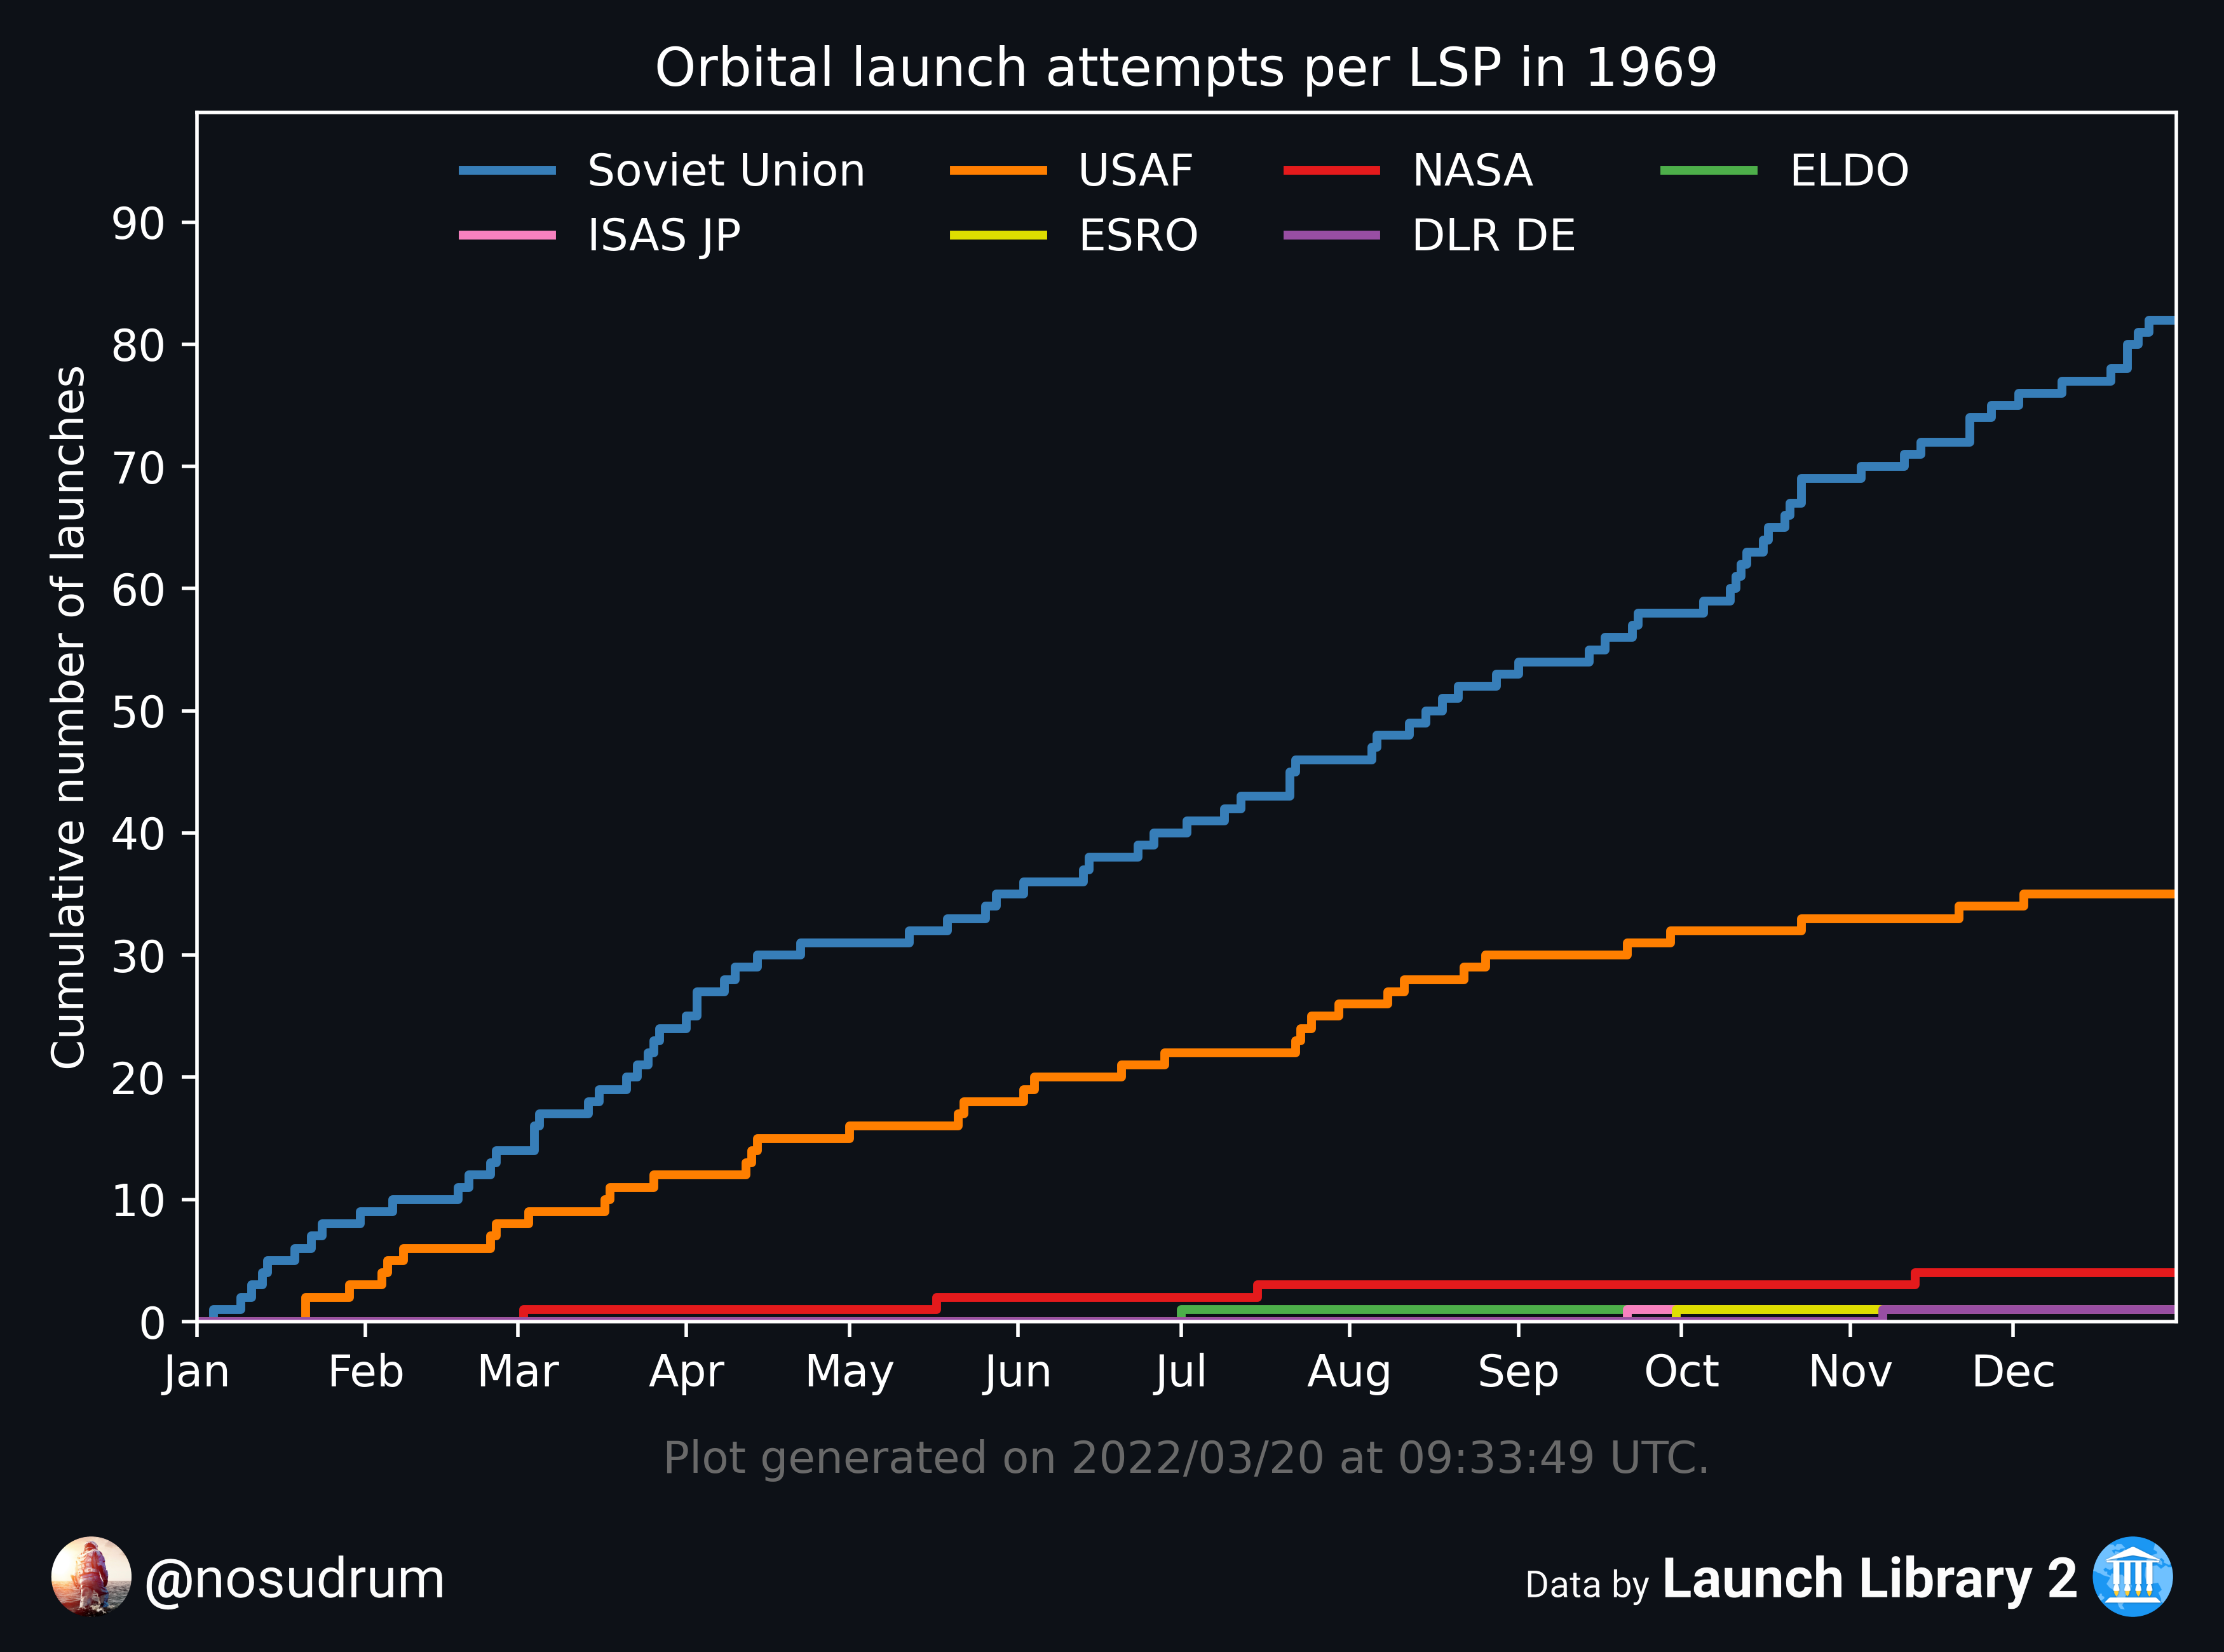 Orbital launch attempts per LSP in 1969
Soviet Union USAF NASA ELDO
ISAS JP ESRO DLR DE
Cumulative number of launches
90
80
70
60
50
40
30
20
10
0
Jan Feb Mar Apr May Jun Jul Aug Sep Oct Nov Dec
Plot generated on 2022/03/20 at 09:33:49 UTC.
@nosudrum
Data by Launch Library 2